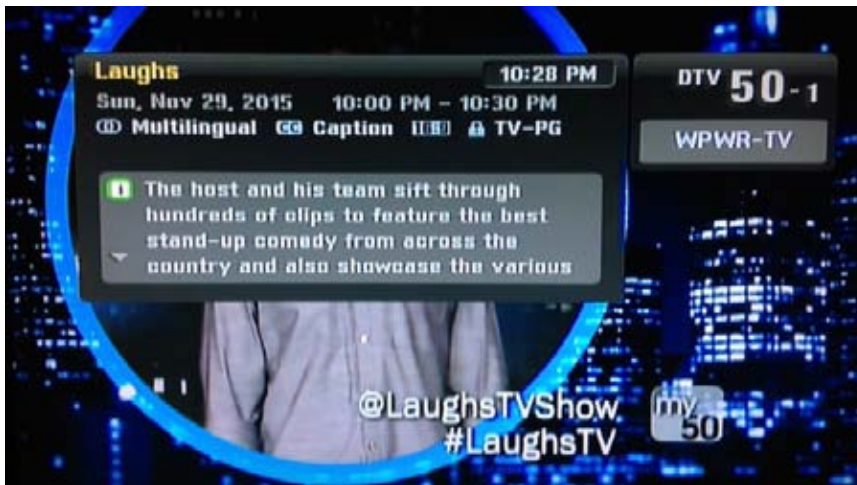 Laughs
10:28 PM
Sun, Nov 29, 2015 10:00 PM - 10:30 PM
Multilingual CC Caption TV-PG
The host and his team sift through
hundreds of clips to feature the best
stand-up comedy from across the
country and also showcase the various
DTV 50-1
WPWR-TV
@LaughsTVShow
#LaughsTV
my
50